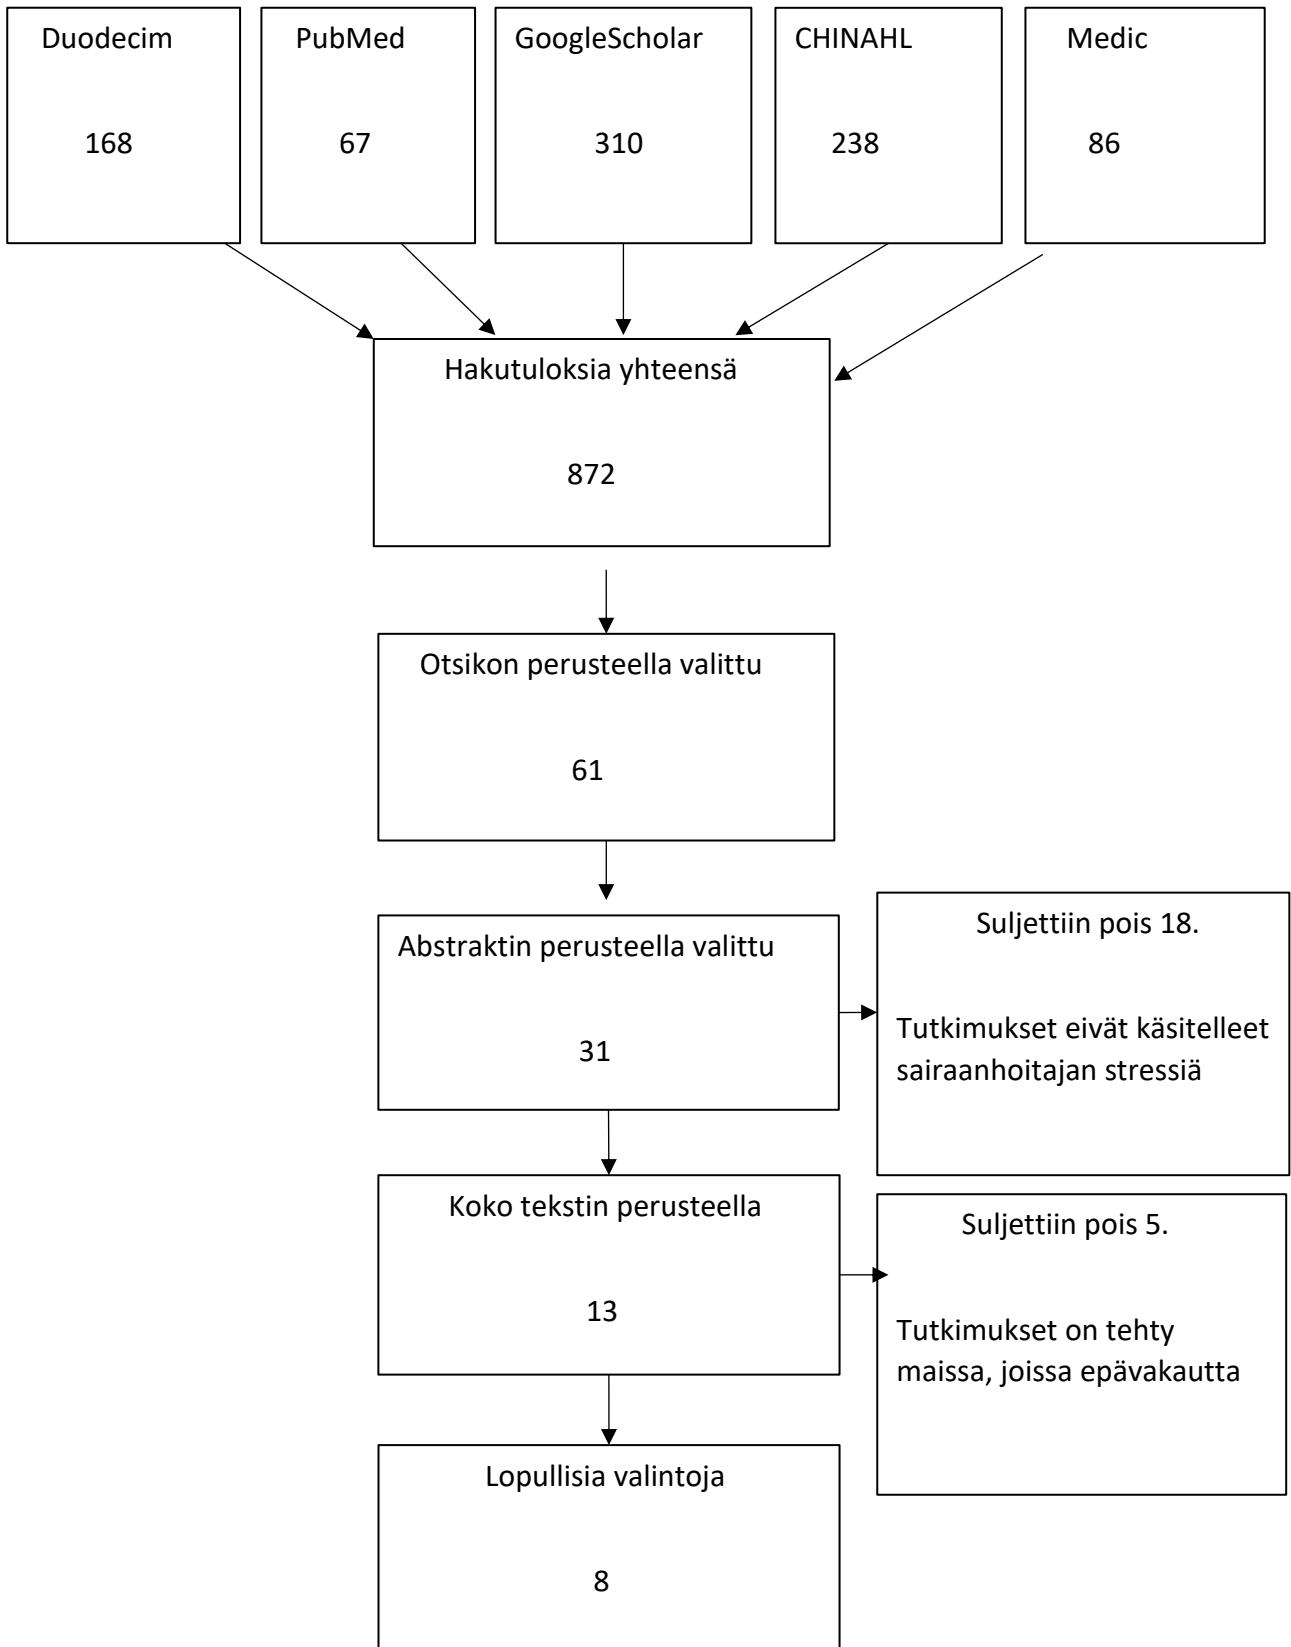 Duodecim
168
PubMed
67
GoogleScholar
310
CHINAHL
238
Medic
86
Hakutuloksia yhteensä
872
Otsikon perusteella valittu
61
Abstraktin perusteella valittu
31
Suljettiin pois 18.
Tutkimukset eivät käsitelleet
sairaanhoitajan stressiä
Koko tekstin perusteella
13
Suljettiin pois 5.
Tutkimukset on tehty
maissa, joissa epävakautta
Lopullisia valintoja
8